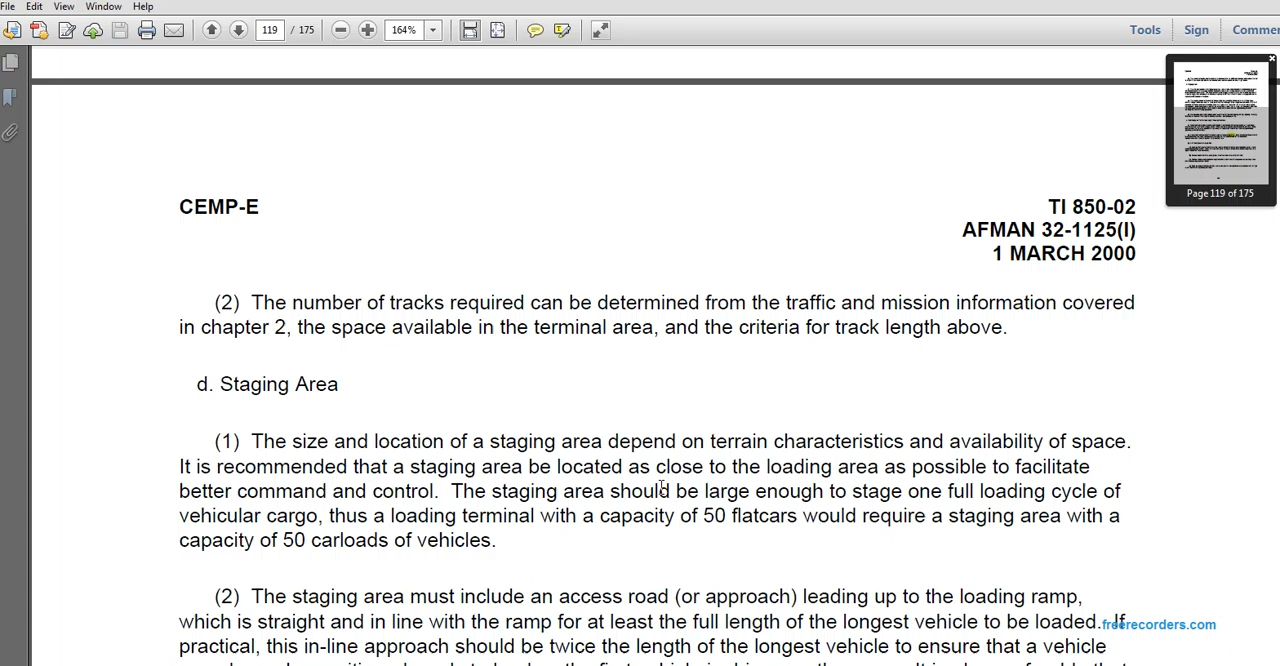 File Edit View Window Help
119 / 175 164% Tools Sign Commen
Page 119 of 175
CEMP-E TI 850-02
AFMAN 32-1125(I)
1 MARCH 2000
(2) The number of tracks required can be determined from the traffic and mission information covered
in chapter 2, the space available in the terminal area, and the criteria for track length above.
d. Staging Area
(1) The size and location of a staging area depend on terrain characteristics and availability of space.
It is recommended that a staging area be located as close to the loading area as possible to facilitate
better command and control. The staging area should be large enough to stage one full loading cycle of
vehicular cargo, thus a loading terminal with a capacity of 50 flatcars would require a staging area with a
capacity of 50 carloads of vehicles.
(2) The staging area must include an access road (or approach) leading up to the loading ramp,
which is straight and in line with the ramp for at least the full length of the longest vehicle to be loaded. If
freerecorders.com
practical, this in-line approach should be twice the length of the longest vehicle to ensure that a vehicle